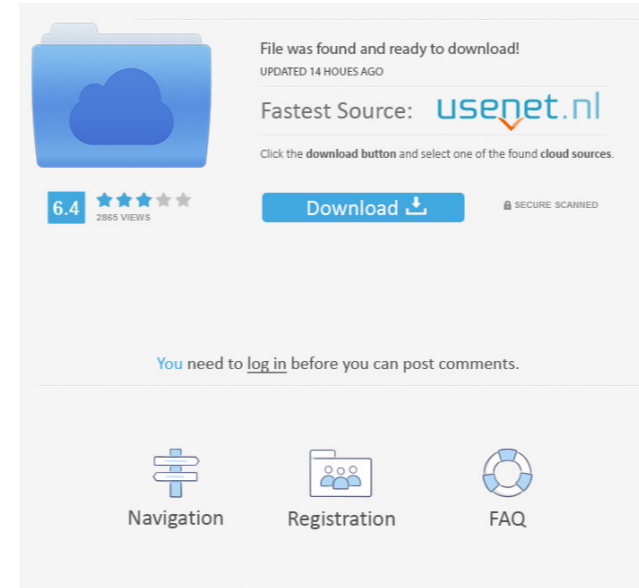 File was found and ready to download!
UPDATED 14 HOUES AGO
Fastest Source: usenet.nl
Click the download button and select one of the found cloud sources.
6.4
2865 VIEWS
Download
SECURE SCANNED
You need to log in before you can post comments.
Navigation
Registration
FAQ